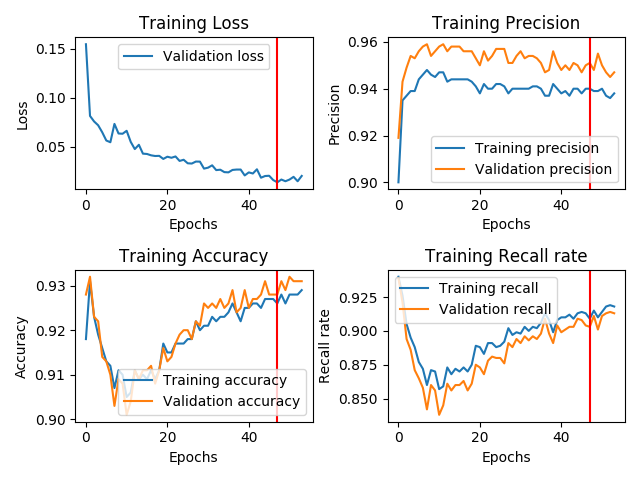 Training Loss
0.15
0.10
0.05
Loss
Validation loss
0 20 40
Epochs
Training Precision
0.96
0.94
0.92
0.90
Precision
Training precision
Validation precision
0 20 40
Epochs
Training Accuracy
0.93
0.92
0.91
0.90
Accuracy
Training accuracy
Validation accuracy
0 20 40
Epochs
Training Recall rate
0.925
0.900
0.875
0.850
Recall rate
Training recall
Validation recall
0 20 40
Epochs